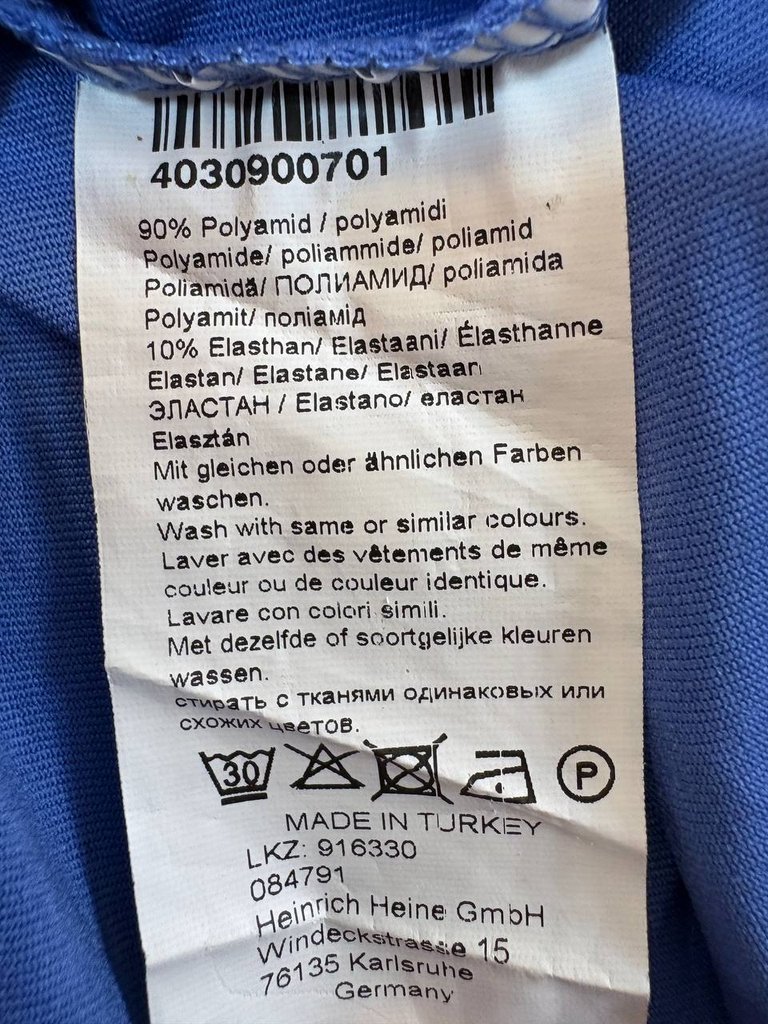 4030900701
90% Polyamid / polyamidi
Polyamide/ poliammide/ poliamid
Poliamidă/ ПОЛИАМИД/ poliamida
Polyamit/ поліамід
10% Elasthan/ Elastaani/ Élasthanne
Elastan/ Elastane/ Elastaan
ЭЛАСТАН / Elastano/ еластан
Elasztán
Mit gleichen oder ähnlichen Farben
waschen.
Wash with same or similar colours.
Laver avec des vêtements de même
couleur ou de couleur identique.
Lavare con colori simili.
Met dezelfde of soortgelijke kleuren
wassen.
стирать с тканями одинаковых или
схожих цветов.
30 P
MADE IN TURKEY
LKZ: 916330
084791
Heinrich Heine GmbH
Windeckstrasse 15
76135 Karlsruhe
Germany